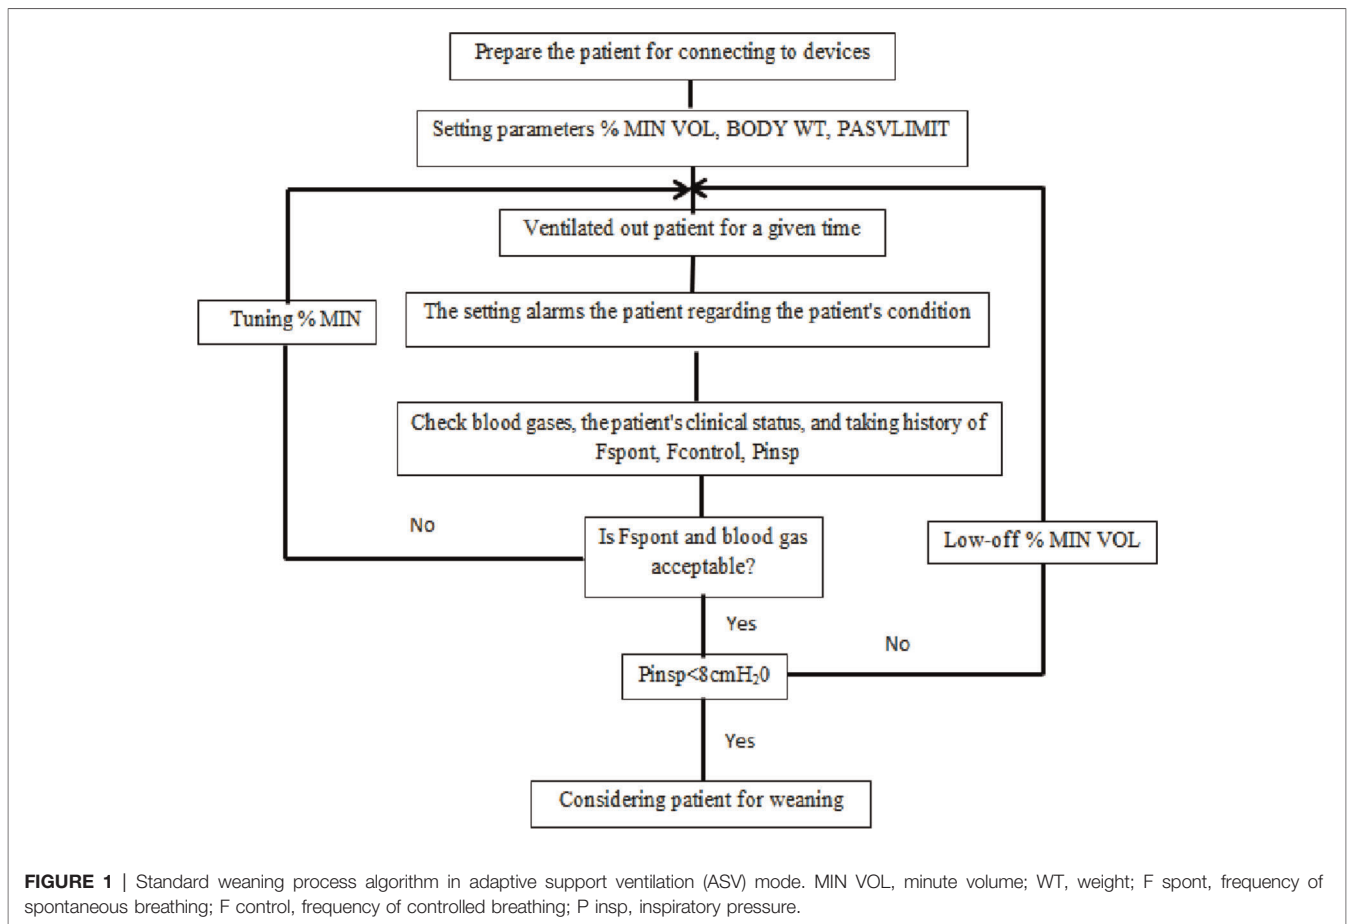 Prepare the patient for connecting to devices
Setting parameters % MIN VOL, BODY WT, PASVLIMIT
Ventilated out patient for a given time
Tuning % MIN
The setting alarms the patient regarding the patient's condition
Check blood gases, the patient's clinical status, and taking history of
Fspont, Fcontrol, Pinsp
No
Is Fspont and blood gas
acceptable?
Low-off % MIN VOL
Yes
No
Pinsp<8cmH₂0
Yes
Considering patient for weaning
FIGURE 1 | Standard weaning process algorithm in adaptive support ventilation (ASV) mode. MIN VOL, minute volume; WT, weight; F spont, frequency of
spontaneous breathing; F control, frequency of controlled breathing; P insp, inspiratory pressure.